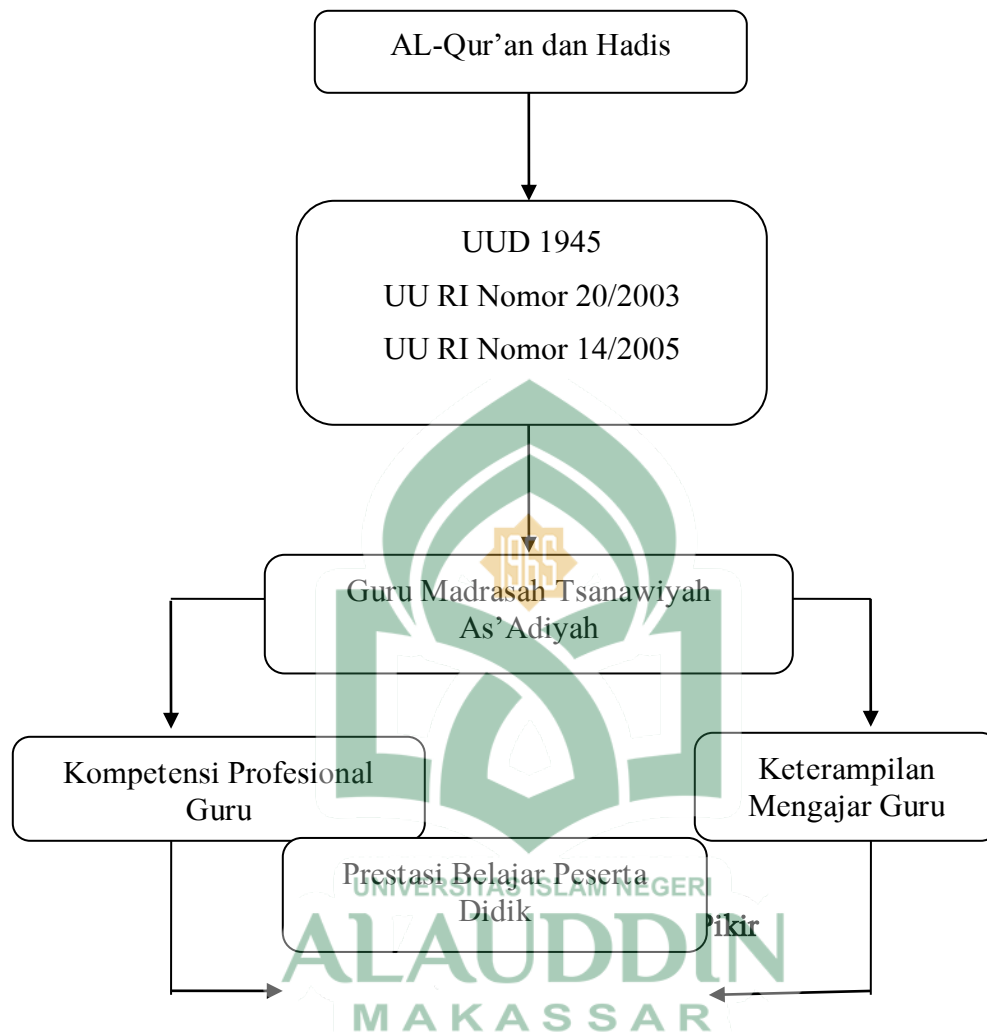 AL-Qur’an dan Hadis
UUD 1945
UU RI Nomor 20/2003
UU RI Nomor 14/2005
1965
Guru Madrasah Tsanawiyah
As’Adiyah
Kompetensi Profesional
Guru
Keterampilan
Mengajar Guru
Prestasi Belajar Peserta
Didik
UNIVERSITAS ISLAM NEGERI
Pikir
ALAUDDIN
MAKASSAR